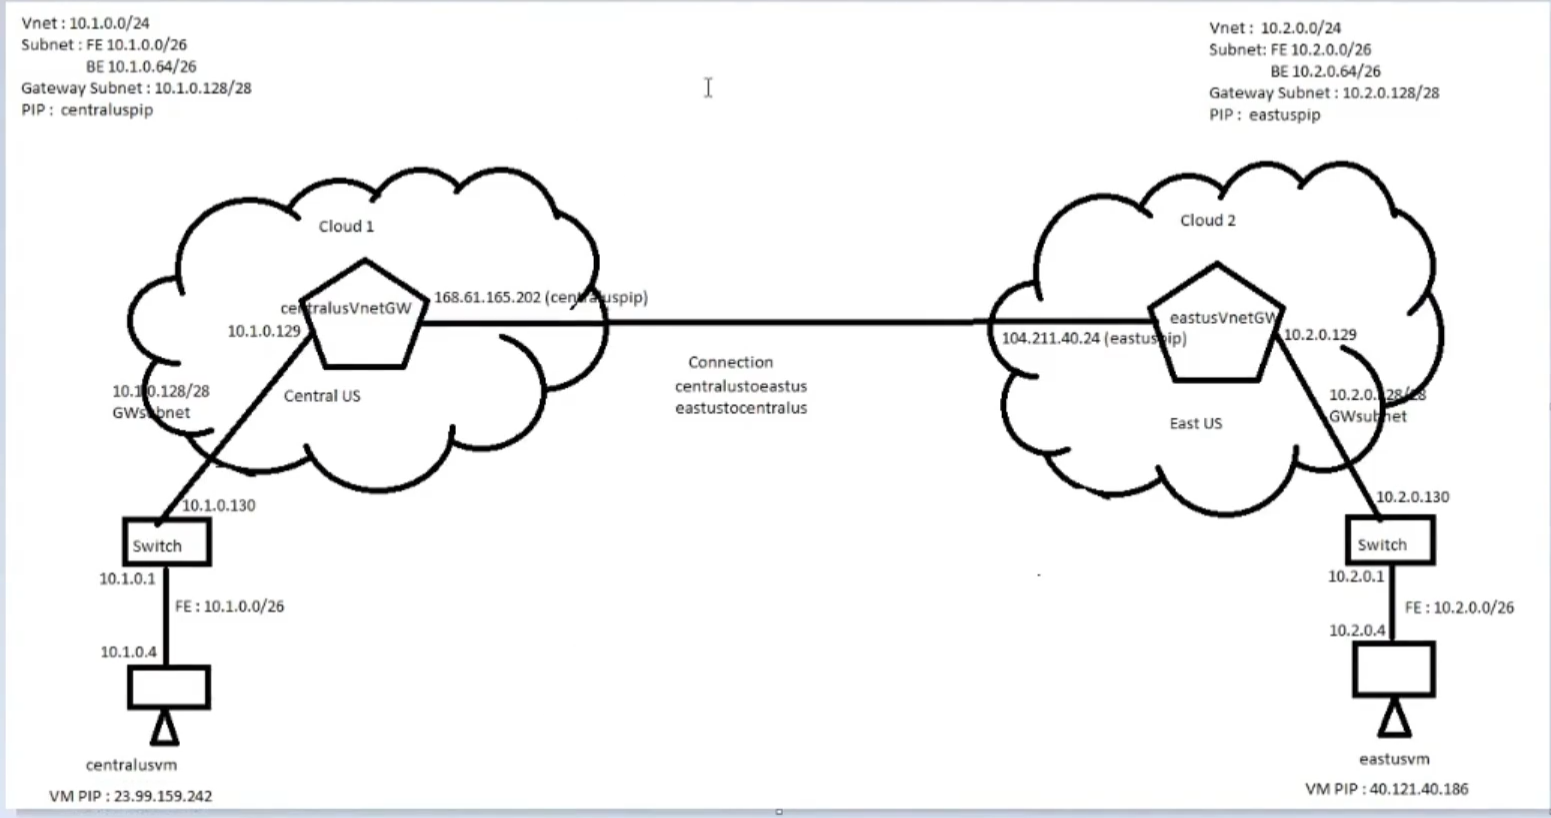 Vnet : 10.1.0.0/24
Subnet : FE 10.1.0.0/26
BE 10.1.0.64/26
Gateway Subnet : 10.1.0.128/28
PIP : centraluspip
Vnet : 10.2.0.0/24
Subnet: FE 10.2.0.0/26
BE 10.2.0.64/26
Gateway Subnet : 10.2.0.128/28
PIP : eastuspip
Cloud 1
centralusVnetGW
168.61.165.202 (centraluspip)
10.1.0.129
10.1.0.128/28
GWsubnet
Central US
10.1.0.130
Switch
10.1.0.1
FE : 10.1.0.0/26
10.1.0.4
centralusvm
VM PIP : 23.99.159.242
Connection
centralustoeastus
eastustocentralus
Cloud 2
eastusVnetGW
104.211.40.24 (eastuspip)
10.2.0.129
10.2.0.128/28
GWsubnet
East US
10.2.0.130
Switch
10.2.0.1
FE : 10.2.0.0/26
10.2.0.4
eastusvm
VM PIP : 40.121.40.186